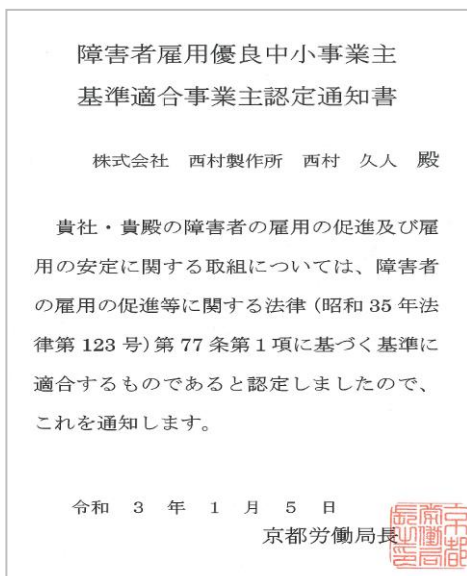 障害者雇用優良中小事業主
基準適合事業主認定通知書
株式会社 西村製作所 西村 久人 殿
貴社・貴殿の障害者の雇用の促進及び雇
用の安定に関する取組については、障害者
の雇用の促進等に関する法律（昭和 35 年法
律第 123 号）第 77 条第 1 項に基づく基準に
適合するものであると認定しましたので、
これを通知します。
令和 3 年 1 月 5 日
京都労働局長